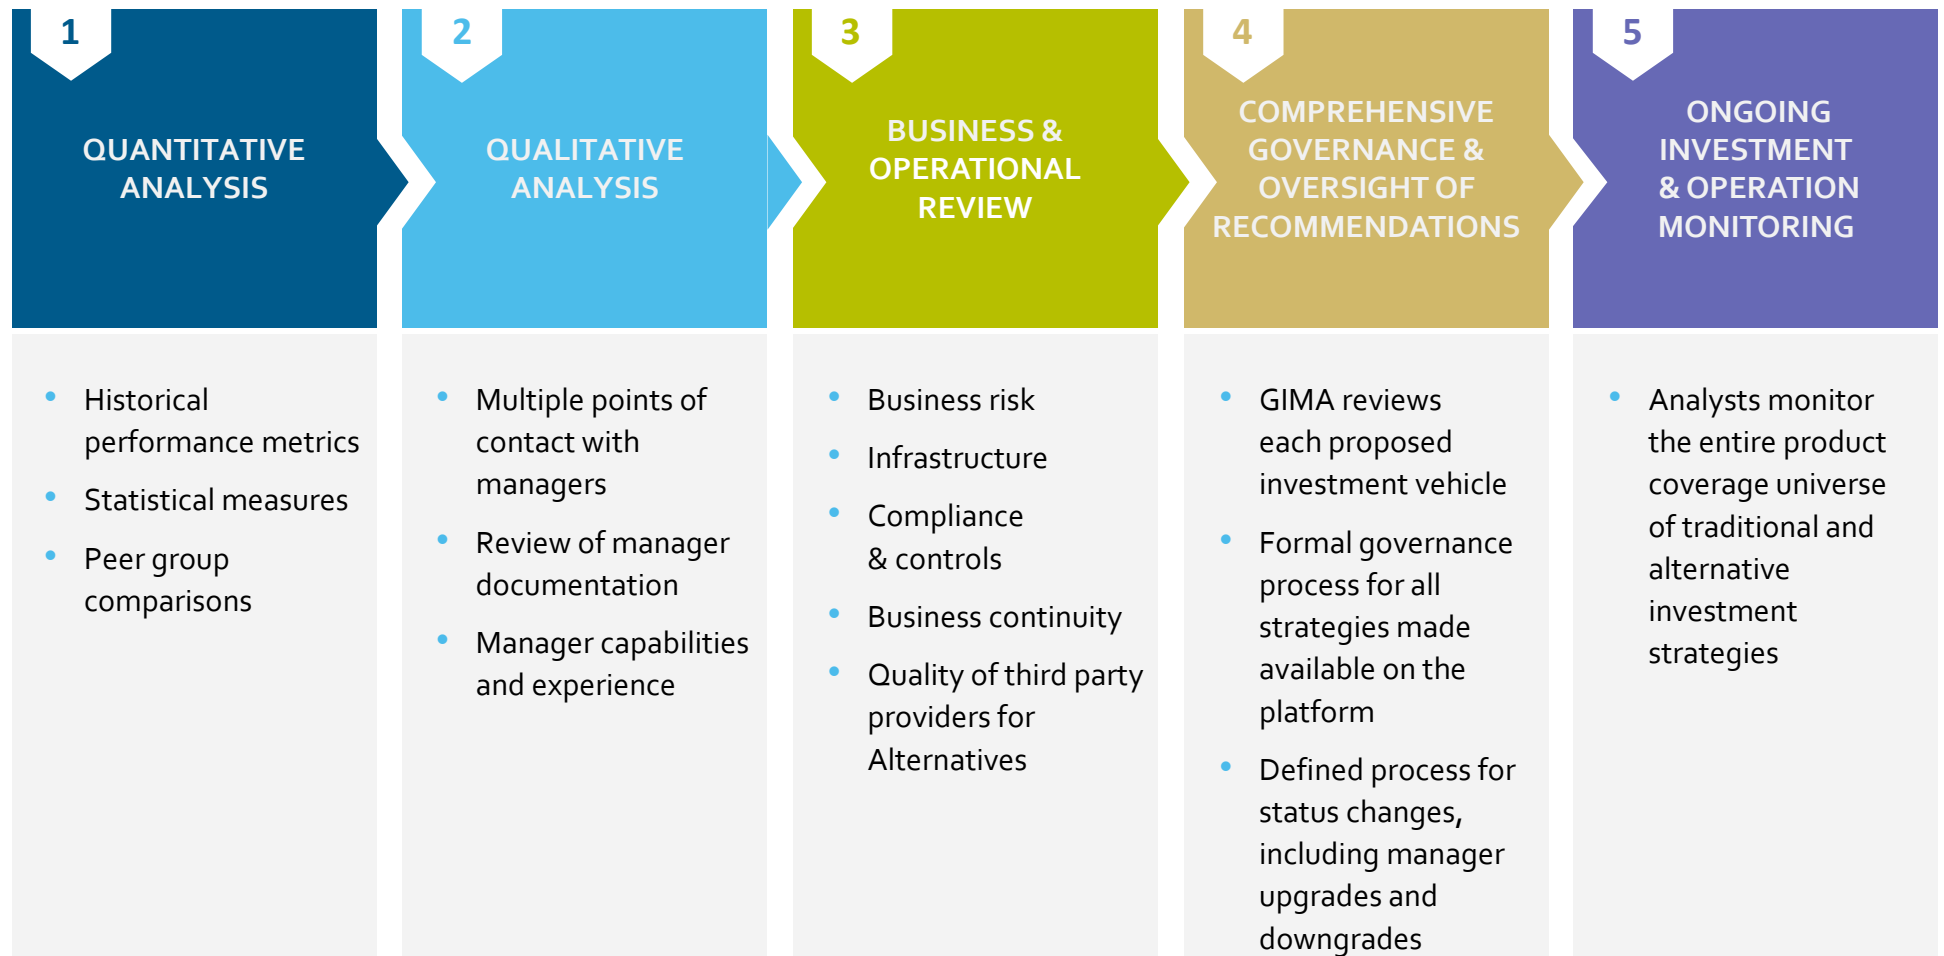 1
QUANTITATIVE
ANALYSIS
• Historical
performance metrics
• Statistical measures
• Peer group
comparisons
2
QUALITATIVE
ANALYSIS
• Multiple points of
contact with
managers
• Review of manager
documentation
• Manager capabilities
and experience
3
BUSINESS &
OPERATIONAL
REVIEW
• Business risk
• Infrastructure
• Compliance
& controls
• Business continuity
• Quality of third party
providers for
Alternatives
4
COMPREHENSIVE
GOVERNANCE &
OVERSIGHT OF
RECOMMENDATIONS
• GIMA reviews
each proposed
investment vehicle
• Formal governance
process for all
strategies made
available on the
platform
• Defined process for
status changes,
including manager
upgrades and
downgrades
5
ONGOING
INVESTMENT
& OPERATION
MONITORING
• Analysts monitor
the entire product
coverage universe
of traditional and
alternative
investment
strategies